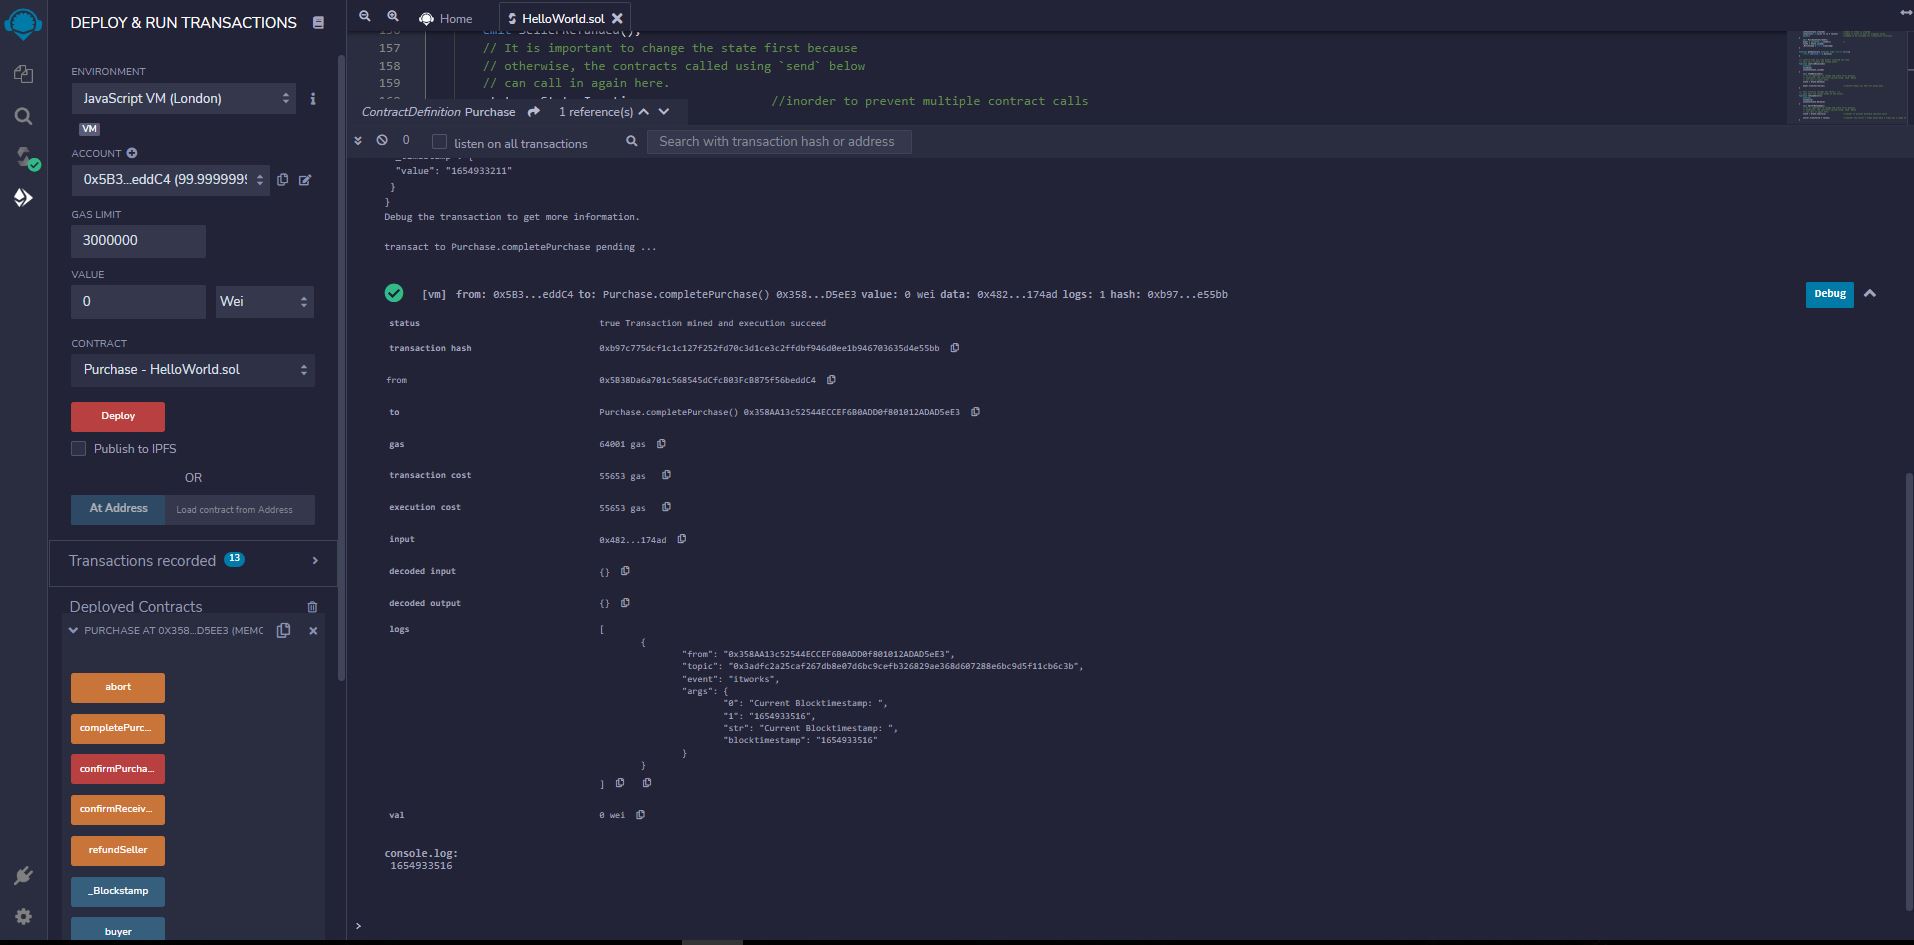 DEPLOY & RUN TRANSACTIONS
ENVIRONMENT
JavaScript VM (London)
VM
ACCOUNT
0x5B3...eddC4 (99.9999999
GAS LIMIT
3000000
VALUE
0
Wei
CONTRACT
Purchase - HelloWorld.sol
Deploy
Publish to IPFS
OR
At Address
Load contract from Address
Transactions recorded 13
Deployed Contracts
PURCHASE AT 0X358...D5EE3 (MEMO
abort
completePurc...
confirmPurcha...
confirmReceiv...
refundSeller
_Blockstamp
buyer
Home
HelloWorld.sol
156 emit SellerRefunded();
157 // It is important to change the state first because
158 // otherwise, the contracts called using `send` below
159 // can call in again here.
//inorder to prevent multiple contract calls
ContractDefinition Purchase 1 reference(s)
0 listen on all transactions Search with transaction hash or address
"value": "1654933211"
}
}
Debug the transaction to get more information.
transact to Purchase.completePurchase pending ...
[vm] from: 0x5B3...eddC4 to: Purchase.completePurchase() 0x358...D5eE3 value: 0 wei data: 0x482...174ad logs: 1 hash: 0xb97...e55bb
Debug
status true Transaction mined and execution succeed
transaction hash 0xb97c775dcf1c1c127f252fd70c3d1ce3c2ffdbf946d0ee1b946703635d4e55bb
from 0x5B38Da6a701c568545dCfcB03FcB875f56beddC4
to Purchase.completePurchase() 0x358AA13c52544ECCEF6B0ADD0f801012ADAD5eE3
gas 64001 gas
transaction cost 55653 gas
execution cost 55653 gas
input 0x482...174ad
decoded input {}
decoded output {}
logs [
{
"from": "0x358AA13c52544ECCEF6B0ADD0f801012ADAD5eE3",
"topic": "0x3adfc2a25caf267db8e07d6bc9cefb326829ae368d607288e6bc9d5f11cb6c3b",
"event": "itworks",
"args": {
"0": "Current Blocktimestamp: ",
"1": "1654933516",
"str": "Current Blocktimestamp: ",
"blocktimestamp": "1654933516"
}
}
]
val 0 wei
console.log:
1654933516
>